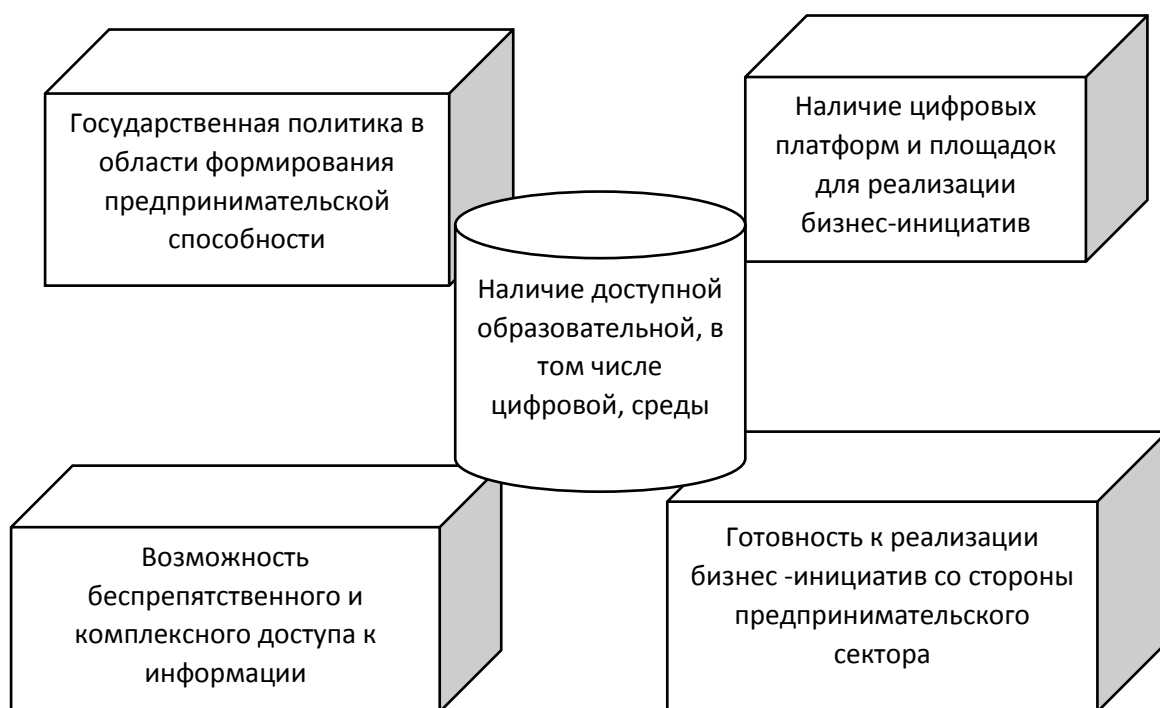 Государственная политика в
области формирования
предпринимательской
способности
Наличие цифровых
платформ и площадок
для реализации
бизнес-инициатив
Наличие доступной
образовательной, в
том числе
цифровой, среды
Возможность
беспрепятственного и
комплексного доступа к
информации
Готовность к реализации
бизнес -инициатив со стороны
предпринимательского
сектора